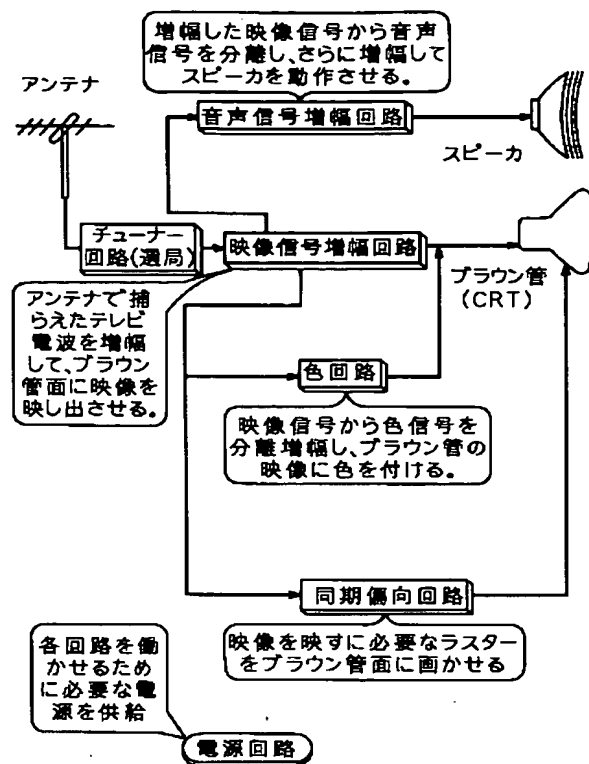 増幅した映像信号から音声
信号を分離し、さらに増幅して
スピーカを動作させる。
アンテナ
音声信号増幅回路
スピーカ
チューナー
回路(選局)
映像信号増幅回路
ブラウン管
(CRT)
アンテナで捕
らえたテレビ
電波を増幅
して、ブラウン
管面に映像を
映し出させる。
色回路
映像信号から色信号を
分離増幅し、ブラウン管の
映像に色を付ける。
同期偏向回路
映像を映すに必要なラスター
をブラウン管面に画かせる
各回路を働
かせるため
に必要な電
源を供給
電源回路